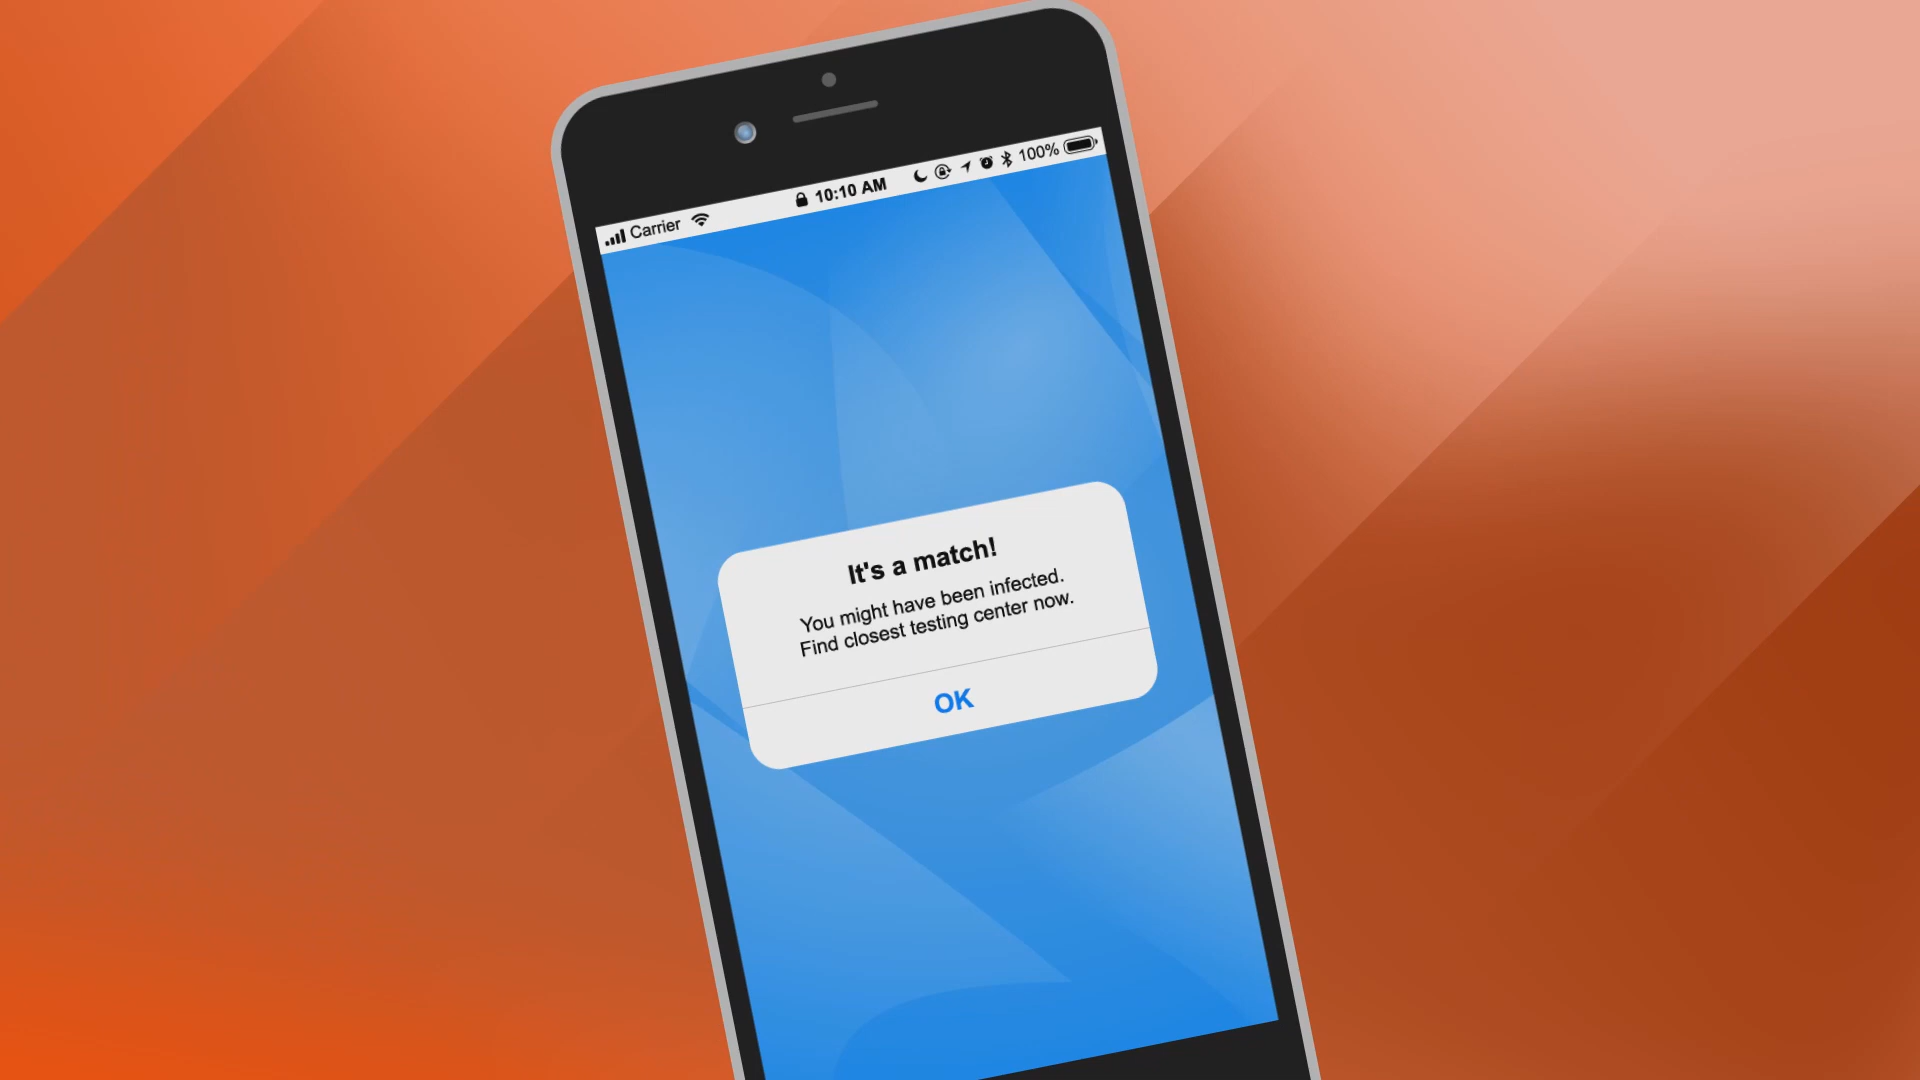 Carrier 10:10 AM 100%
It's a match!
You might have been infected.
Find closest testing center now.
OK